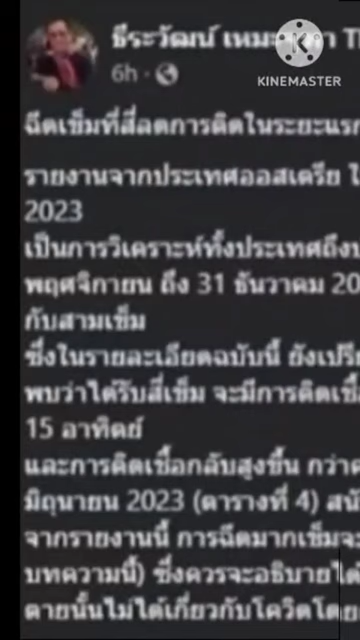 ธีระวัฒน์ เหมะ
6h
KINEMASTER
ฉีดเข็มที่สี่ลดการติดในระยะแรก
รายงานจากประเทศออสเตรีย
2023
เป็นการวิเคราะห์ทั้งประเทศถึง
พฤศจิกายน ถึง 31 ธันวาคม 20
กับสามเข็ม
ซึ่งในรายละเอียดฉบับนี้ ยังเปรี
พบว่าได้รับสี่เข็ม จะมีการติดเชื้
15 อาทิตย์
และการติดเชื้อกลับสูงขึ้น กว่า
มิถุนายน 2023 (ตารางที่ 4) สนั
จากรายงานนี้ การฉีดมากเข็มจะ
บทความนี้) ซึ่งควรจะอธิบายได้
ตายนั้นไม่ได้เกี่ยวกับโควิดโดย